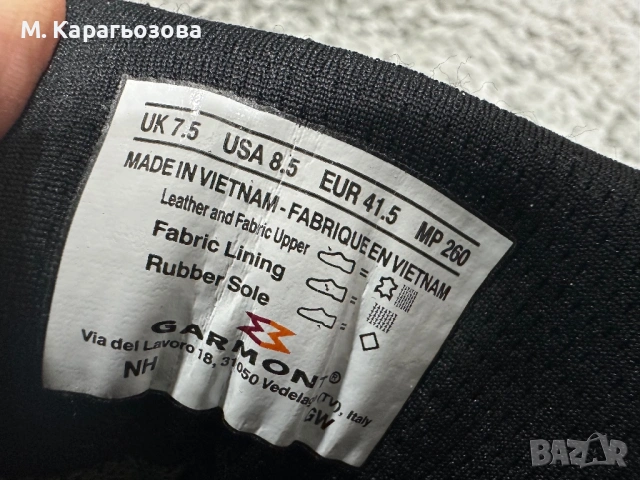 М. Карагьозова
UK 7.5 USA 8.5 EUR 41.5 MP 260
MADE IN VIETNAM - FABRIQUE EN VIETNAM
Leather and Fabric Upper
Fabric Lining
Rubber Sole
GARMONT®
Via del Lavoro 18, 31050 Vedelago (TV), Italy
NH GW
BAZAR